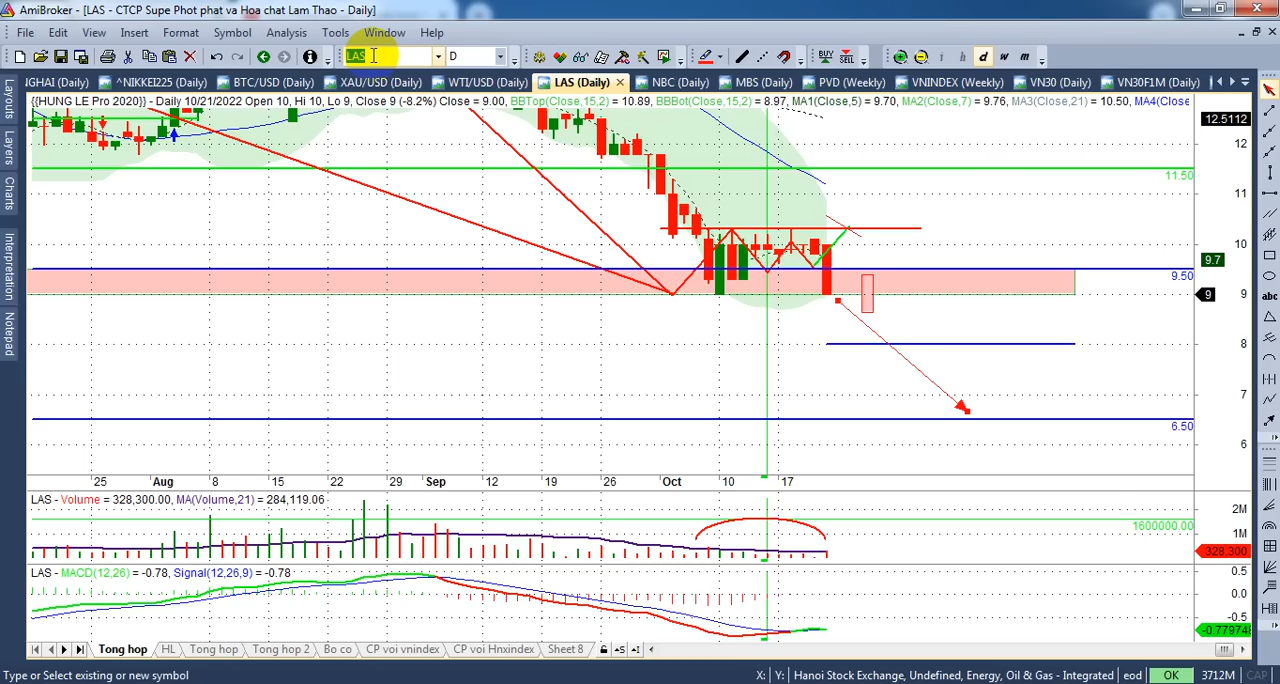 AmiBroker - [LAS - CTCP Supe Phot phat va Hoa chat Lam Thao - Daily]
File Edit View Insert Format Symbol Analysis Tools Window Help
LAS D BUY SELL i h d w m
IGHAI (Daily) ^NIKKEI225 (Daily) BTC/USD (Daily) XAU/USD (Daily) WTI/USD (Daily) LAS (Daily) NBC (Daily) MBS (Daily) PVD (Weekly) VNINDEX (Weekly) VN30 (Daily) VN30F1M (Daily)
Layouts
Layers
Charts
Interpretation
Notepad
{{HUNG LE Pro 2020}} - Daily 10/21/2022 Open 10, Hi 10, Lo 9, Close 9 (-8.2%) Close = 9.00, BBTop(Close,15,2) = 10.89, BBBot(Close,15,2) = 8.97, MA1(Close,5) = 9.70, MA2(Close,7) = 9.76, MA3(Close,21) = 10.50, MA4(Close
12.5112
12
11.50
11
10
9.7
9.50
9
9
8
7
6.50
6
25 Aug 8 15 22 29 Sep 12 19 26 Oct 10 17
LAS - Volume = 328,300.00, MA(Volume,21) = 284,119.06
2M
1600000.00
1M
328,300
LAS - MACD(12,26) = -0.78, Signal(12,26,9) = -0.78
0.5
0.0
-0.5
-0.779748
Tong hop HL Tong hop Tong hop 2 Bo co CP voi vnindex CP voi Hnxindex Sheet 8
Type or Select existing or new symbol X: Y: Hanoi Stock Exchange, Undefined, Energy, Oil & Gas - Integrated eod OK 3712M CAP